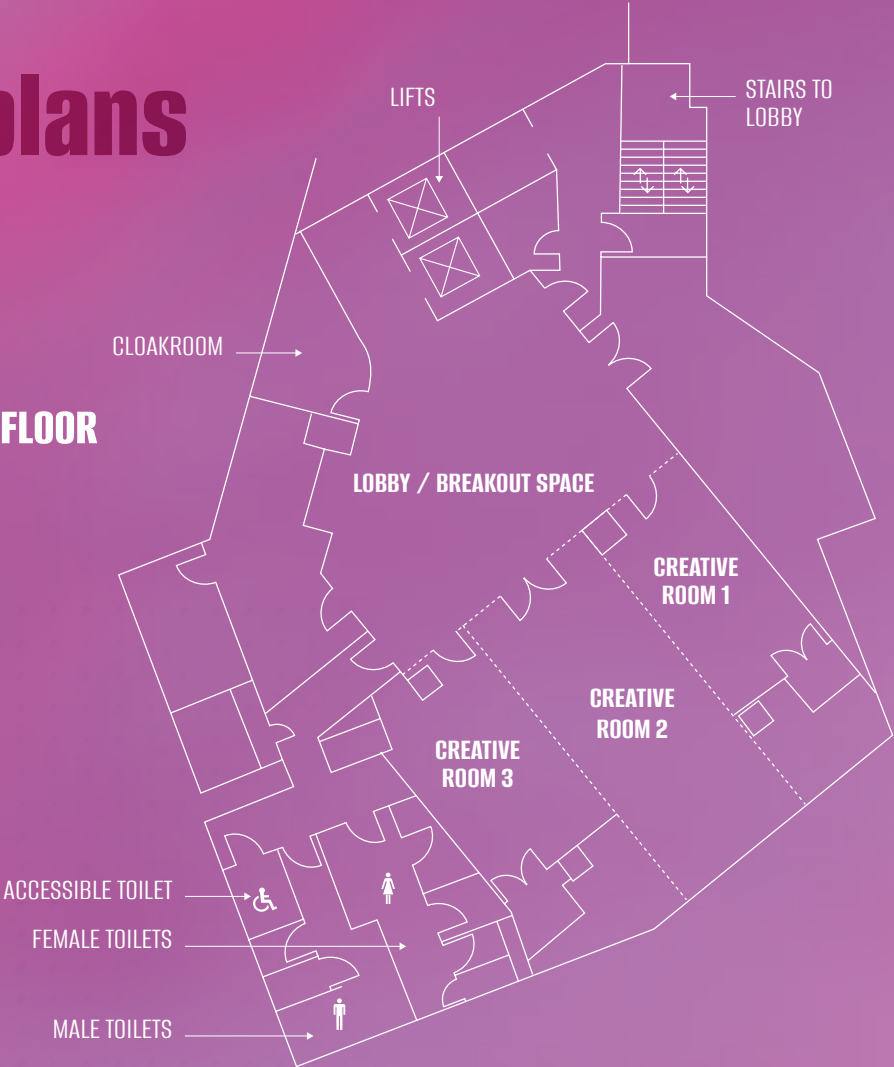 plans
LIFTS
STAIRS TO
LOBBY
CLOAKROOM
FLOOR
LOBBY / BREAKOUT SPACE
CREATIVE
ROOM 1
CREATIVE
ROOM 2
CREATIVE
ROOM 3
ACCESSIBLE TOILET
FEMALE TOILETS
MALE TOILETS